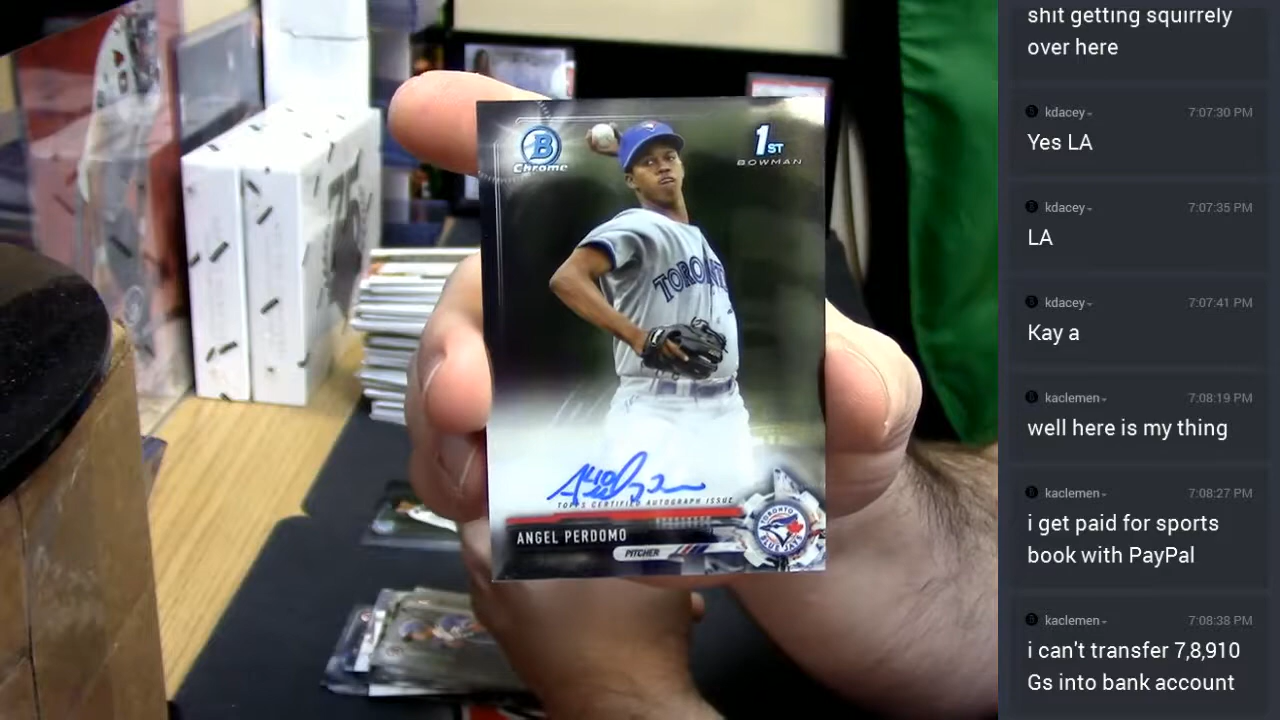 B
Chrome
1ST
BOWMAN
TORONT
TOPPS CERTIFIED AUTOGRAPH ISSUE
ANGEL PERDOMO
PITCHER
TORONTO
BLUE JAYS
shit getting squirrely
over here
kdacey
7:07:30 PM
Yes LA
kdacey
7:07:35 PM
LA
kdacey
7:07:41 PM
Kay a
kaclemen
7:08:19 PM
well here is my thing
kaclemen
7:08:27 PM
i get paid for sports
book with PayPal
kaclemen
7:08:38 PM
i can't transfer 7,8,910
Gs into bank account